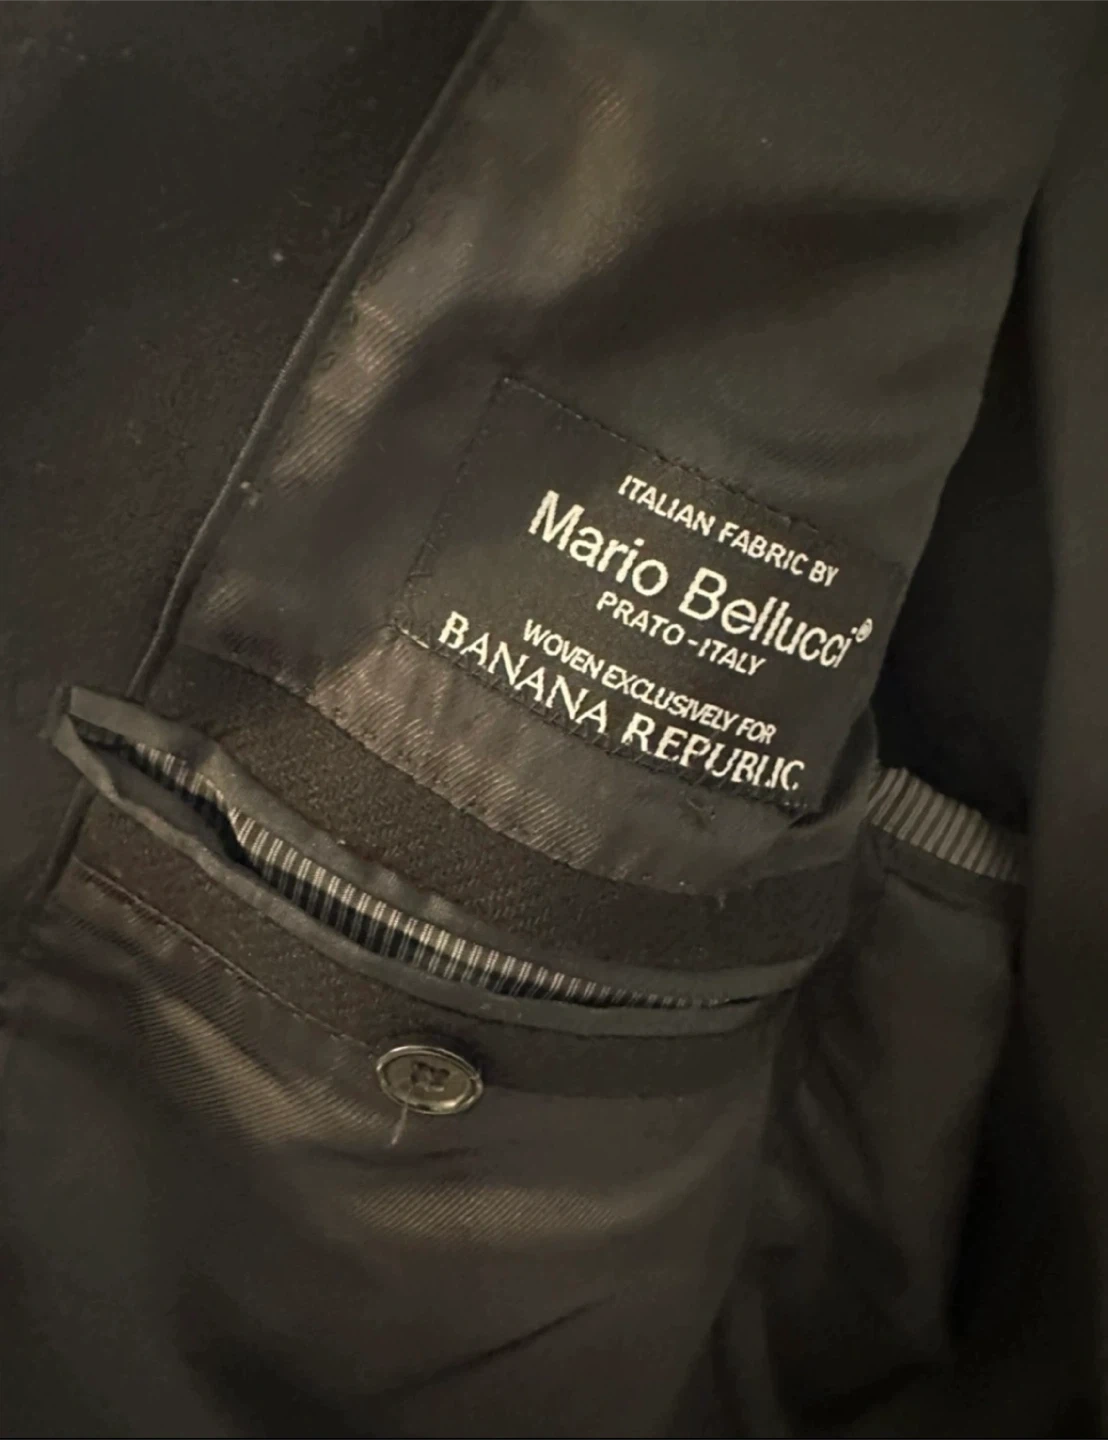 ITALIAN FABRIC BY
Mario Bellucci®
PRATO-ITALY
WOVEN EXCLUSIVELY FOR
BANANA REPUBLIC